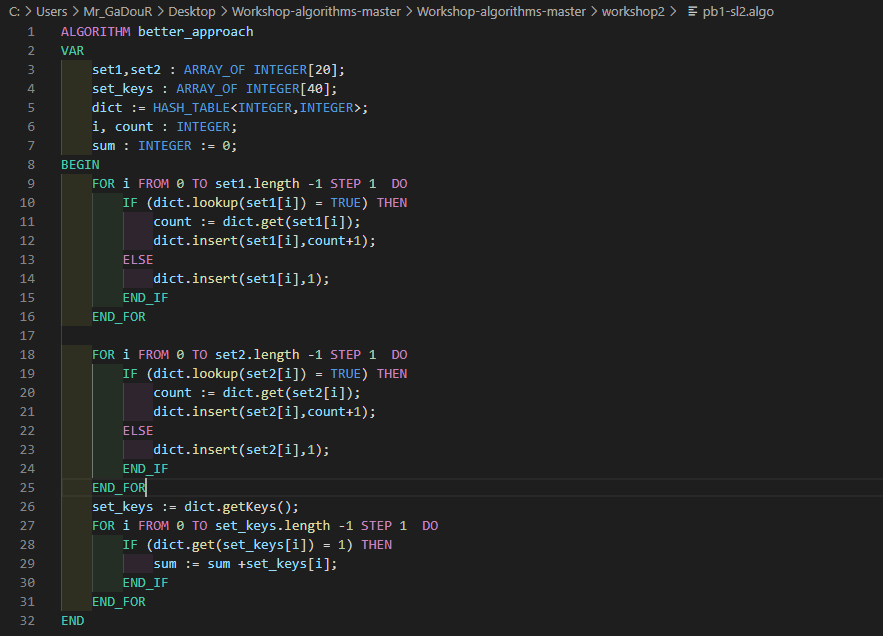 C: > Users > Mr_GaDouR > Desktop > Workshop-algorithms-master > Workshop-algorithms-master > workshop2 > pb1-sl2.algo
1 ALGORITHM better_approach
2 VAR
3 set1,set2 : ARRAY_OF INTEGER[20];
4 set_keys : ARRAY_OF INTEGER[40];
5 dict := HASH_TABLE<INTEGER,INTEGER>;
6 i, count : INTEGER;
7 sum : INTEGER := 0;
8 BEGIN
9 FOR i FROM 0 TO set1.length -1 STEP 1  DO
10 IF (dict.lookup(set1[i]) = TRUE) THEN
11 count := dict.get(set1[i]);
12 dict.insert(set1[i],count+1);
13 ELSE
14 dict.insert(set1[i],1);
15 END_IF
16 END_FOR
17
18 FOR i FROM 0 TO set2.length -1 STEP 1  DO
19 IF (dict.lookup(set2[i]) = TRUE) THEN
20 count := dict.get(set2[i]);
21 dict.insert(set2[i],count+1);
22 ELSE
23 dict.insert(set2[i],1);
24 END_IF
25 END_FOR
26 set_keys := dict.getKeys();
27 FOR i FROM 0 TO set_keys.length -1 STEP 1  DO
28 IF (dict.get(set_keys[i]) = 1) THEN
29 sum := sum +set_keys[i];
30 END_IF
31 END_FOR
32 END